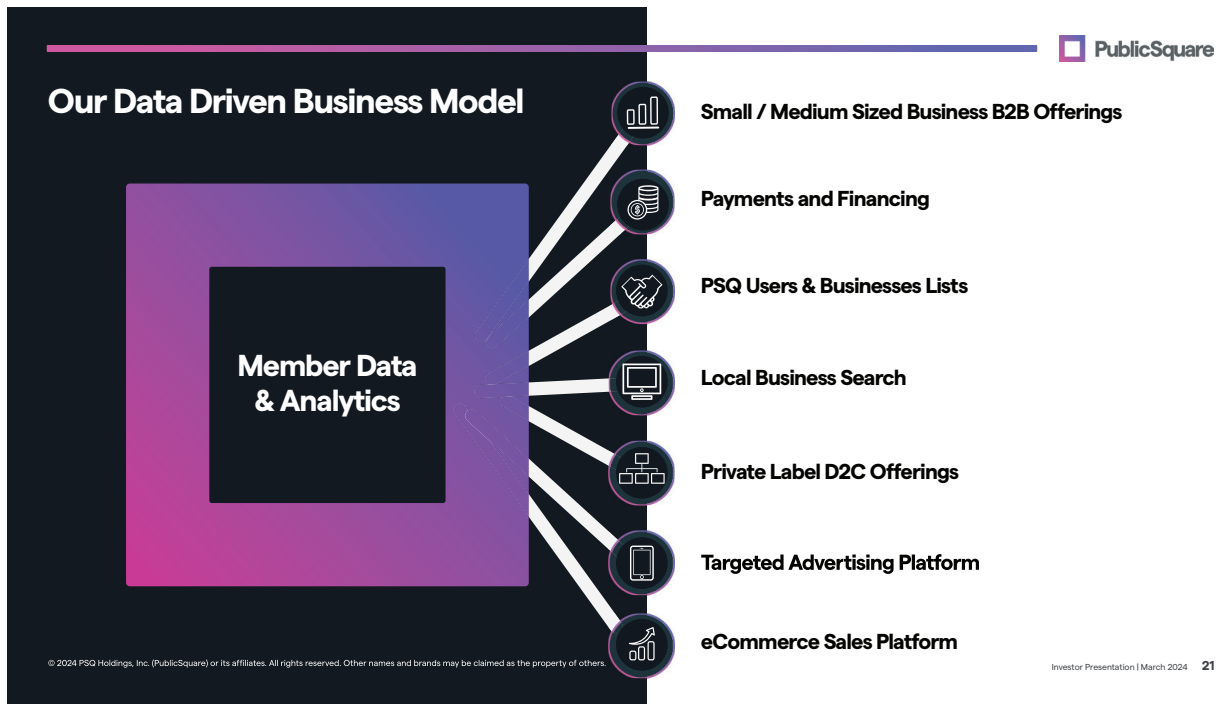 PublicSquare
Our Data Driven Business Model
Small / Medium Sized Business B2B Offerings
Payments and Financing
PSQ Users & Businesses Lists
Member Data
& Analytics
Local Business Search
Private Label D2C Offerings
Targeted Advertising Platform
eCommerce Sales Platform
© 2024 PSQ Holdings, Inc. (PublicSquare) or its affiliates. All rights reserved. Other names and brands may be claimed as the property of others.
Investor Presentation | March 2024 21